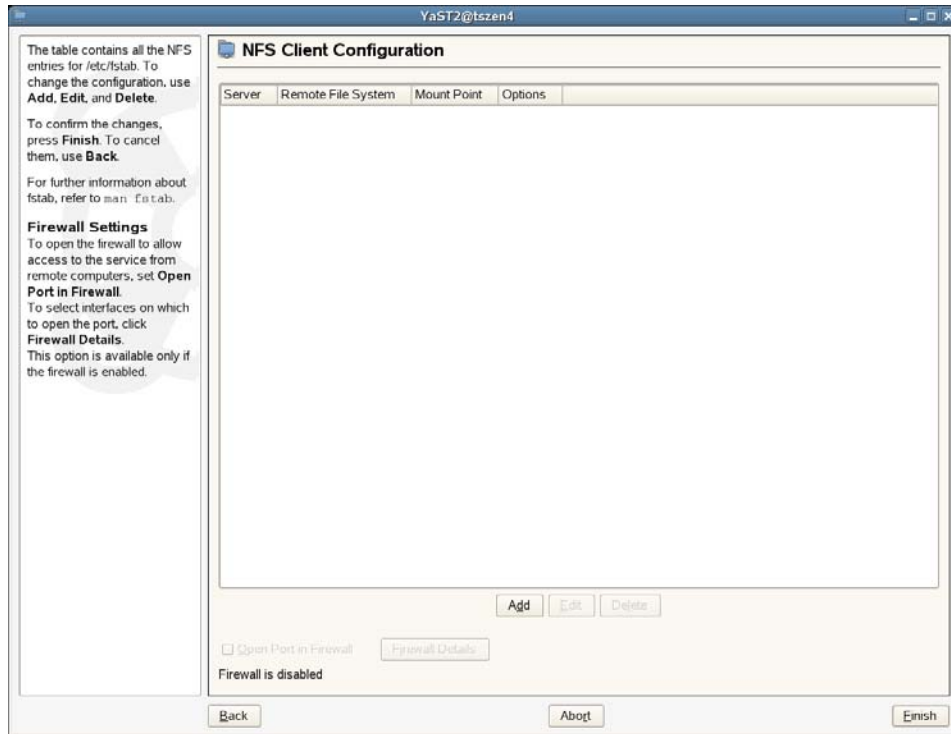 YaST2@tszen4
The table contains all the NFS
entries for /etc/fstab. To
change the configuration, use
Add, Edit, and Delete.
To confirm the changes,
press Finish. To cancel
them, use Back.
For further information about
fstab, refer to man fstab.
Firewall Settings
To open the firewall to allow
access to the service from
remote computers, set Open
Port in Firewall.
To select interfaces on which
to open the port, click
Firewall Details.
This option is available only if
the firewall is enabled.
NFS Client Configuration
Server Remote File System Mount Point Options
Add Edit Delete
Open Port in Firewall Firewall Details
Firewall is disabled
Back Abort Finish